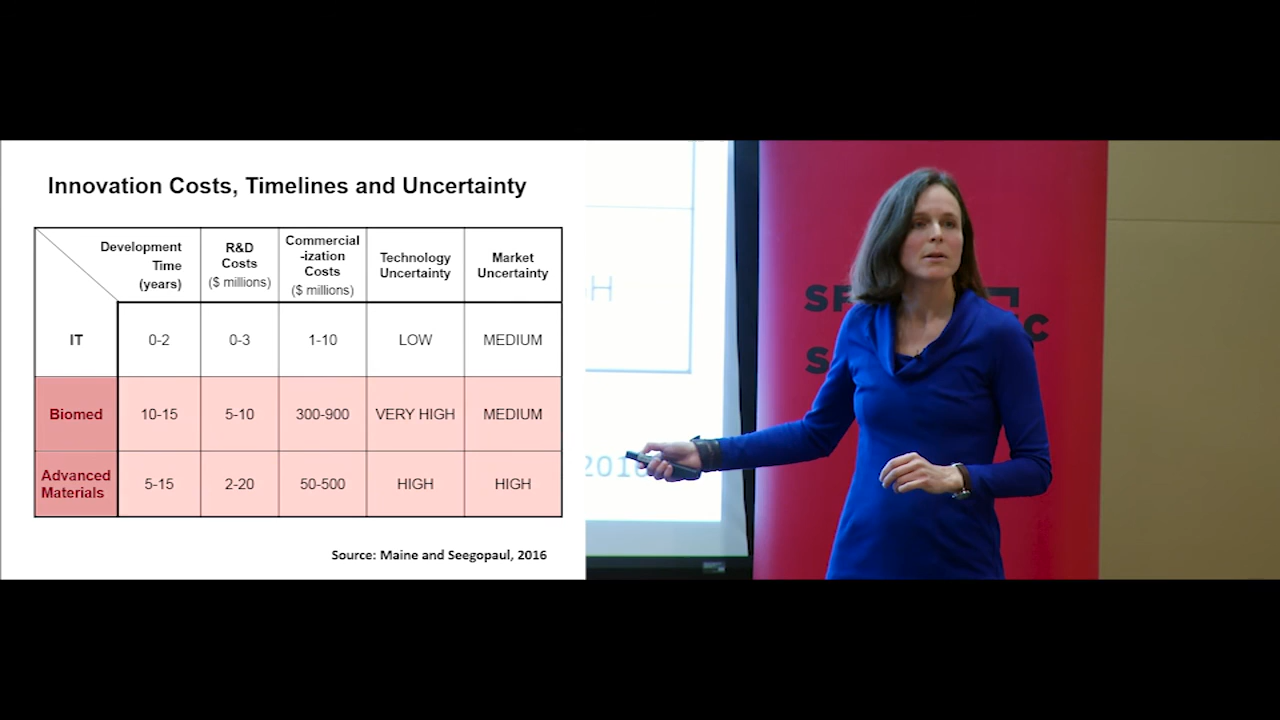 Innovation Costs, Timelines and Uncertainty
Development
Time
(years)
R&D
Costs
($ millions)
Commercial
-ization
Costs
($ millions)
Technology
Uncertainty
Market
Uncertainty
IT
0-2
0-3
1-10
LOW
MEDIUM
Biomed
10-15
5-10
300-900
VERY HIGH
MEDIUM
Advanced
Materials
5-15
2-20
50-500
HIGH
HIGH
Source: Maine and Seegopaul, 2016
H
2016
SF
C
S